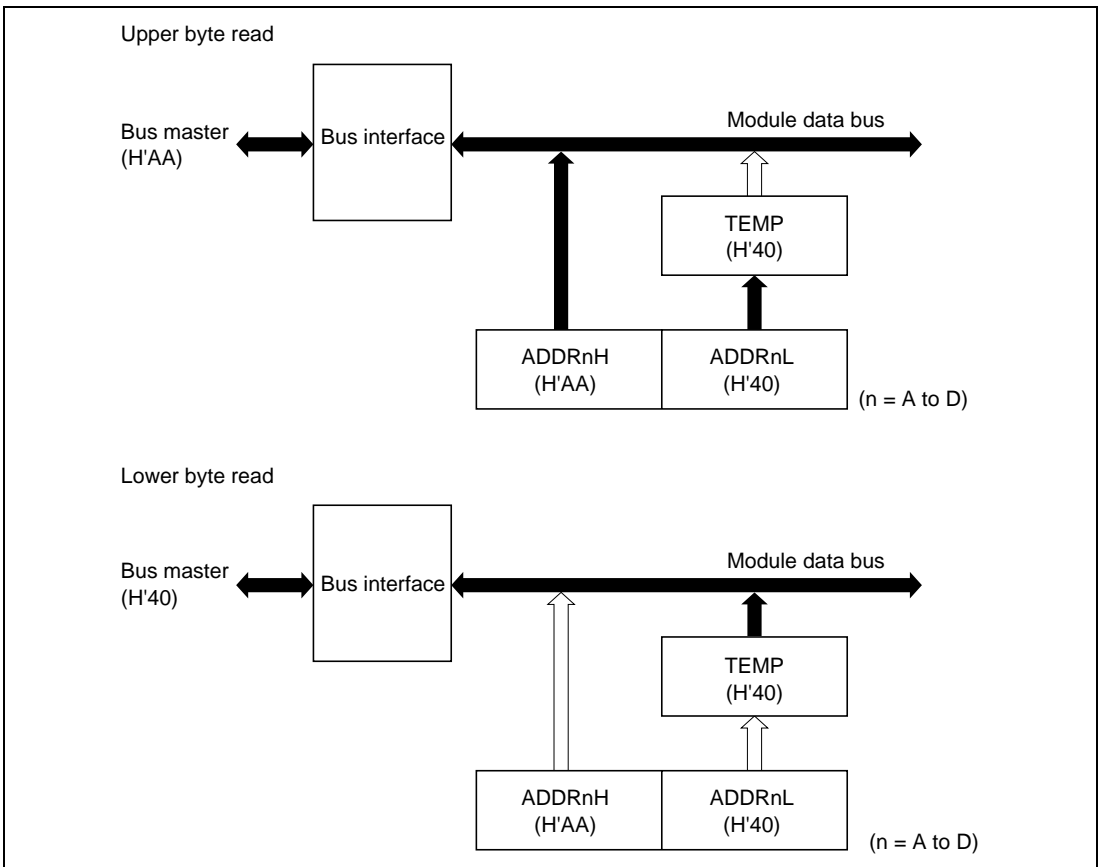 Upper byte read
Bus master
(H'AA)
Bus interface
Module data bus
TEMP
(H'40)
ADDRnH
(H'AA)
ADDRnL
(H'40)
(n = A to D)
Lower byte read
Bus master
(H'40)
Bus interface
Module data bus
TEMP
(H'40)
ADDRnH
(H'AA)
ADDRnL
(H'40)
(n = A to D)